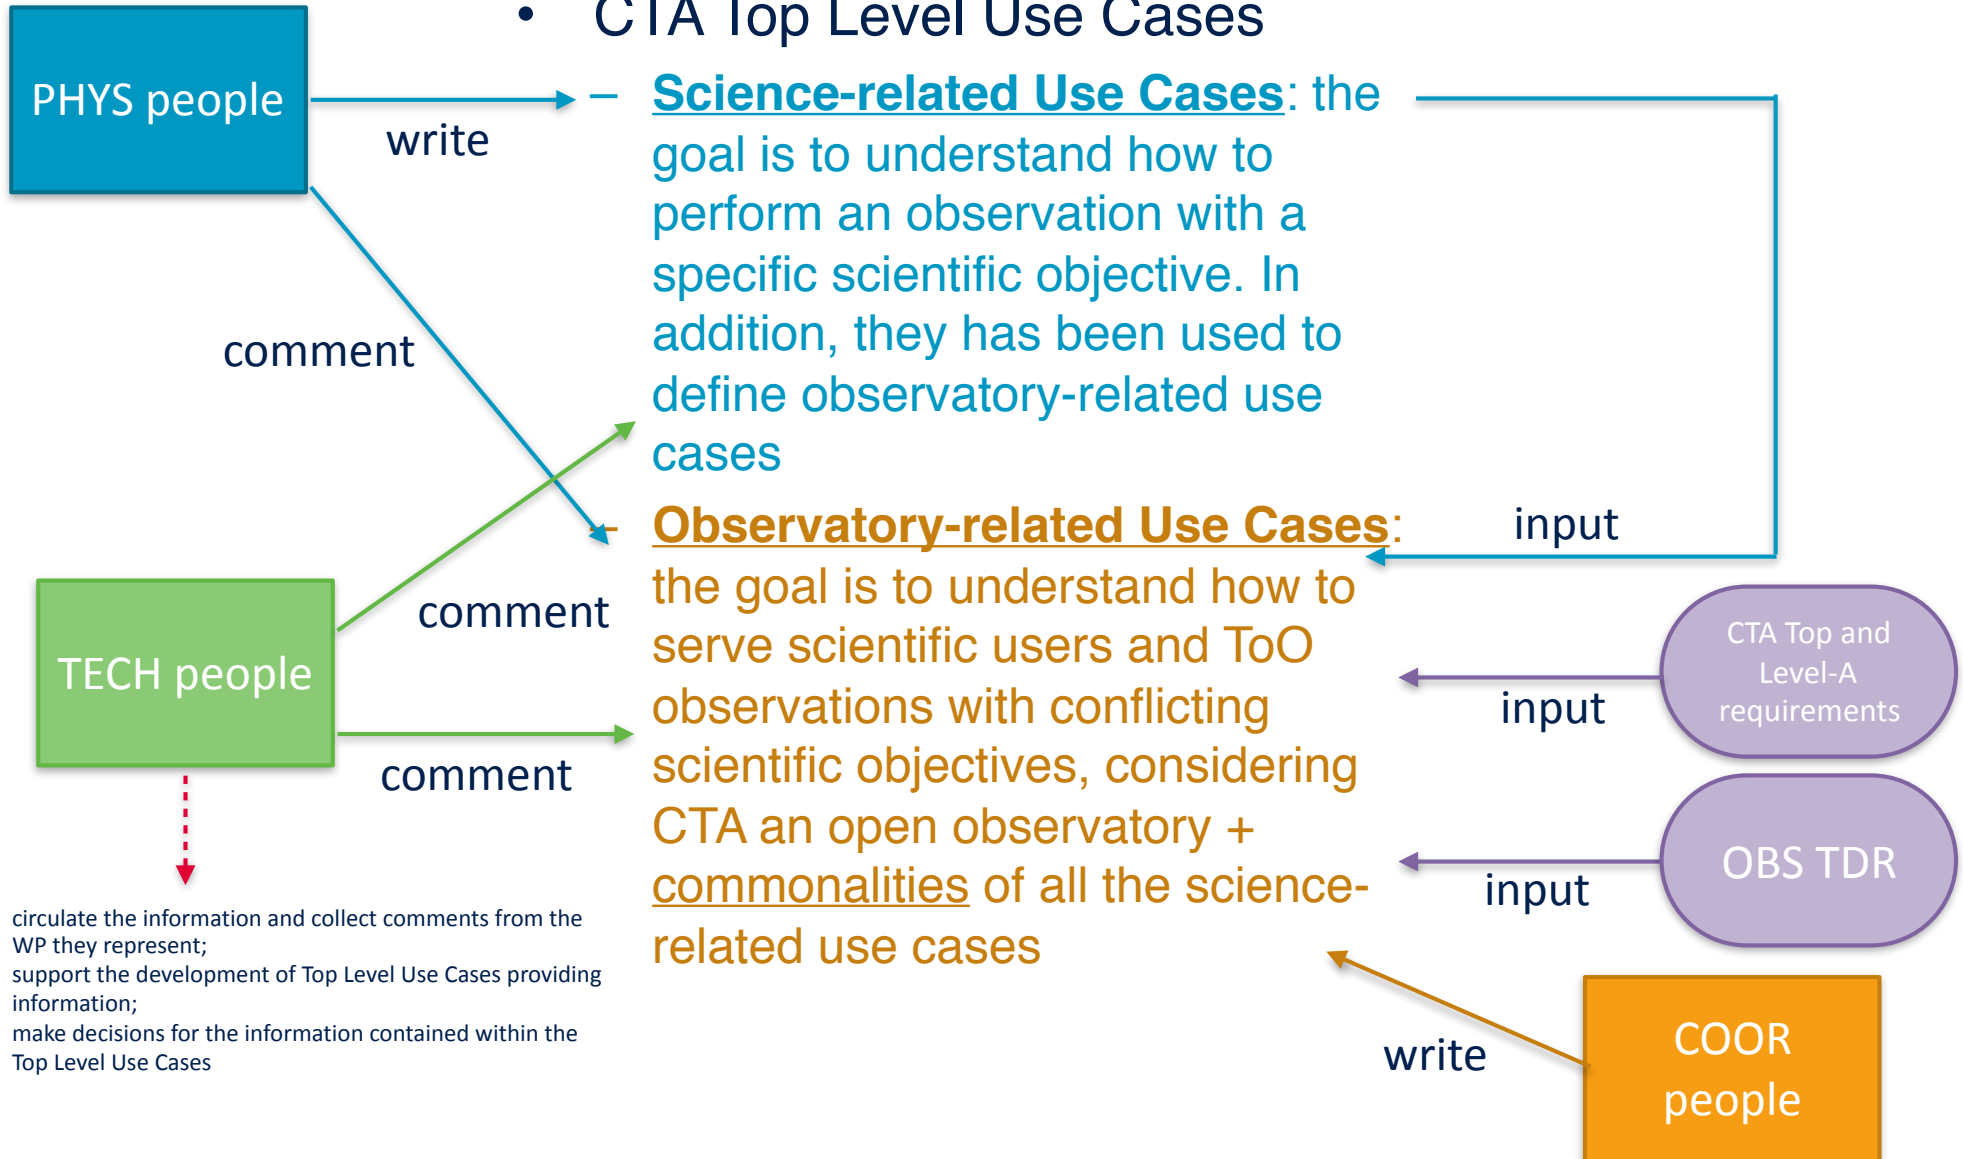 • CTA Top Level Use Cases
PHYS people
write
– Science-related Use Cases: the
goal is to understand how to
perform an observation with a
specific scientific objective. In
addition, they has been used to
define observatory-related use
cases
comment
– Observatory-related Use Cases:
the goal is to understand how to
serve scientific users and ToO
observations with conflicting
scientific objectives, considering
CTA an open observatory +
commonalities of all the science-
related use cases
input
comment
TECH people
comment
CTA Top and
Level-A
requirements
input
OBS TDR
input
circulate the information and collect comments from the
WP they represent;
support the development of Top Level Use Cases providing
information;
make decisions for the information contained within the
Top Level Use Cases
write
COOR
people